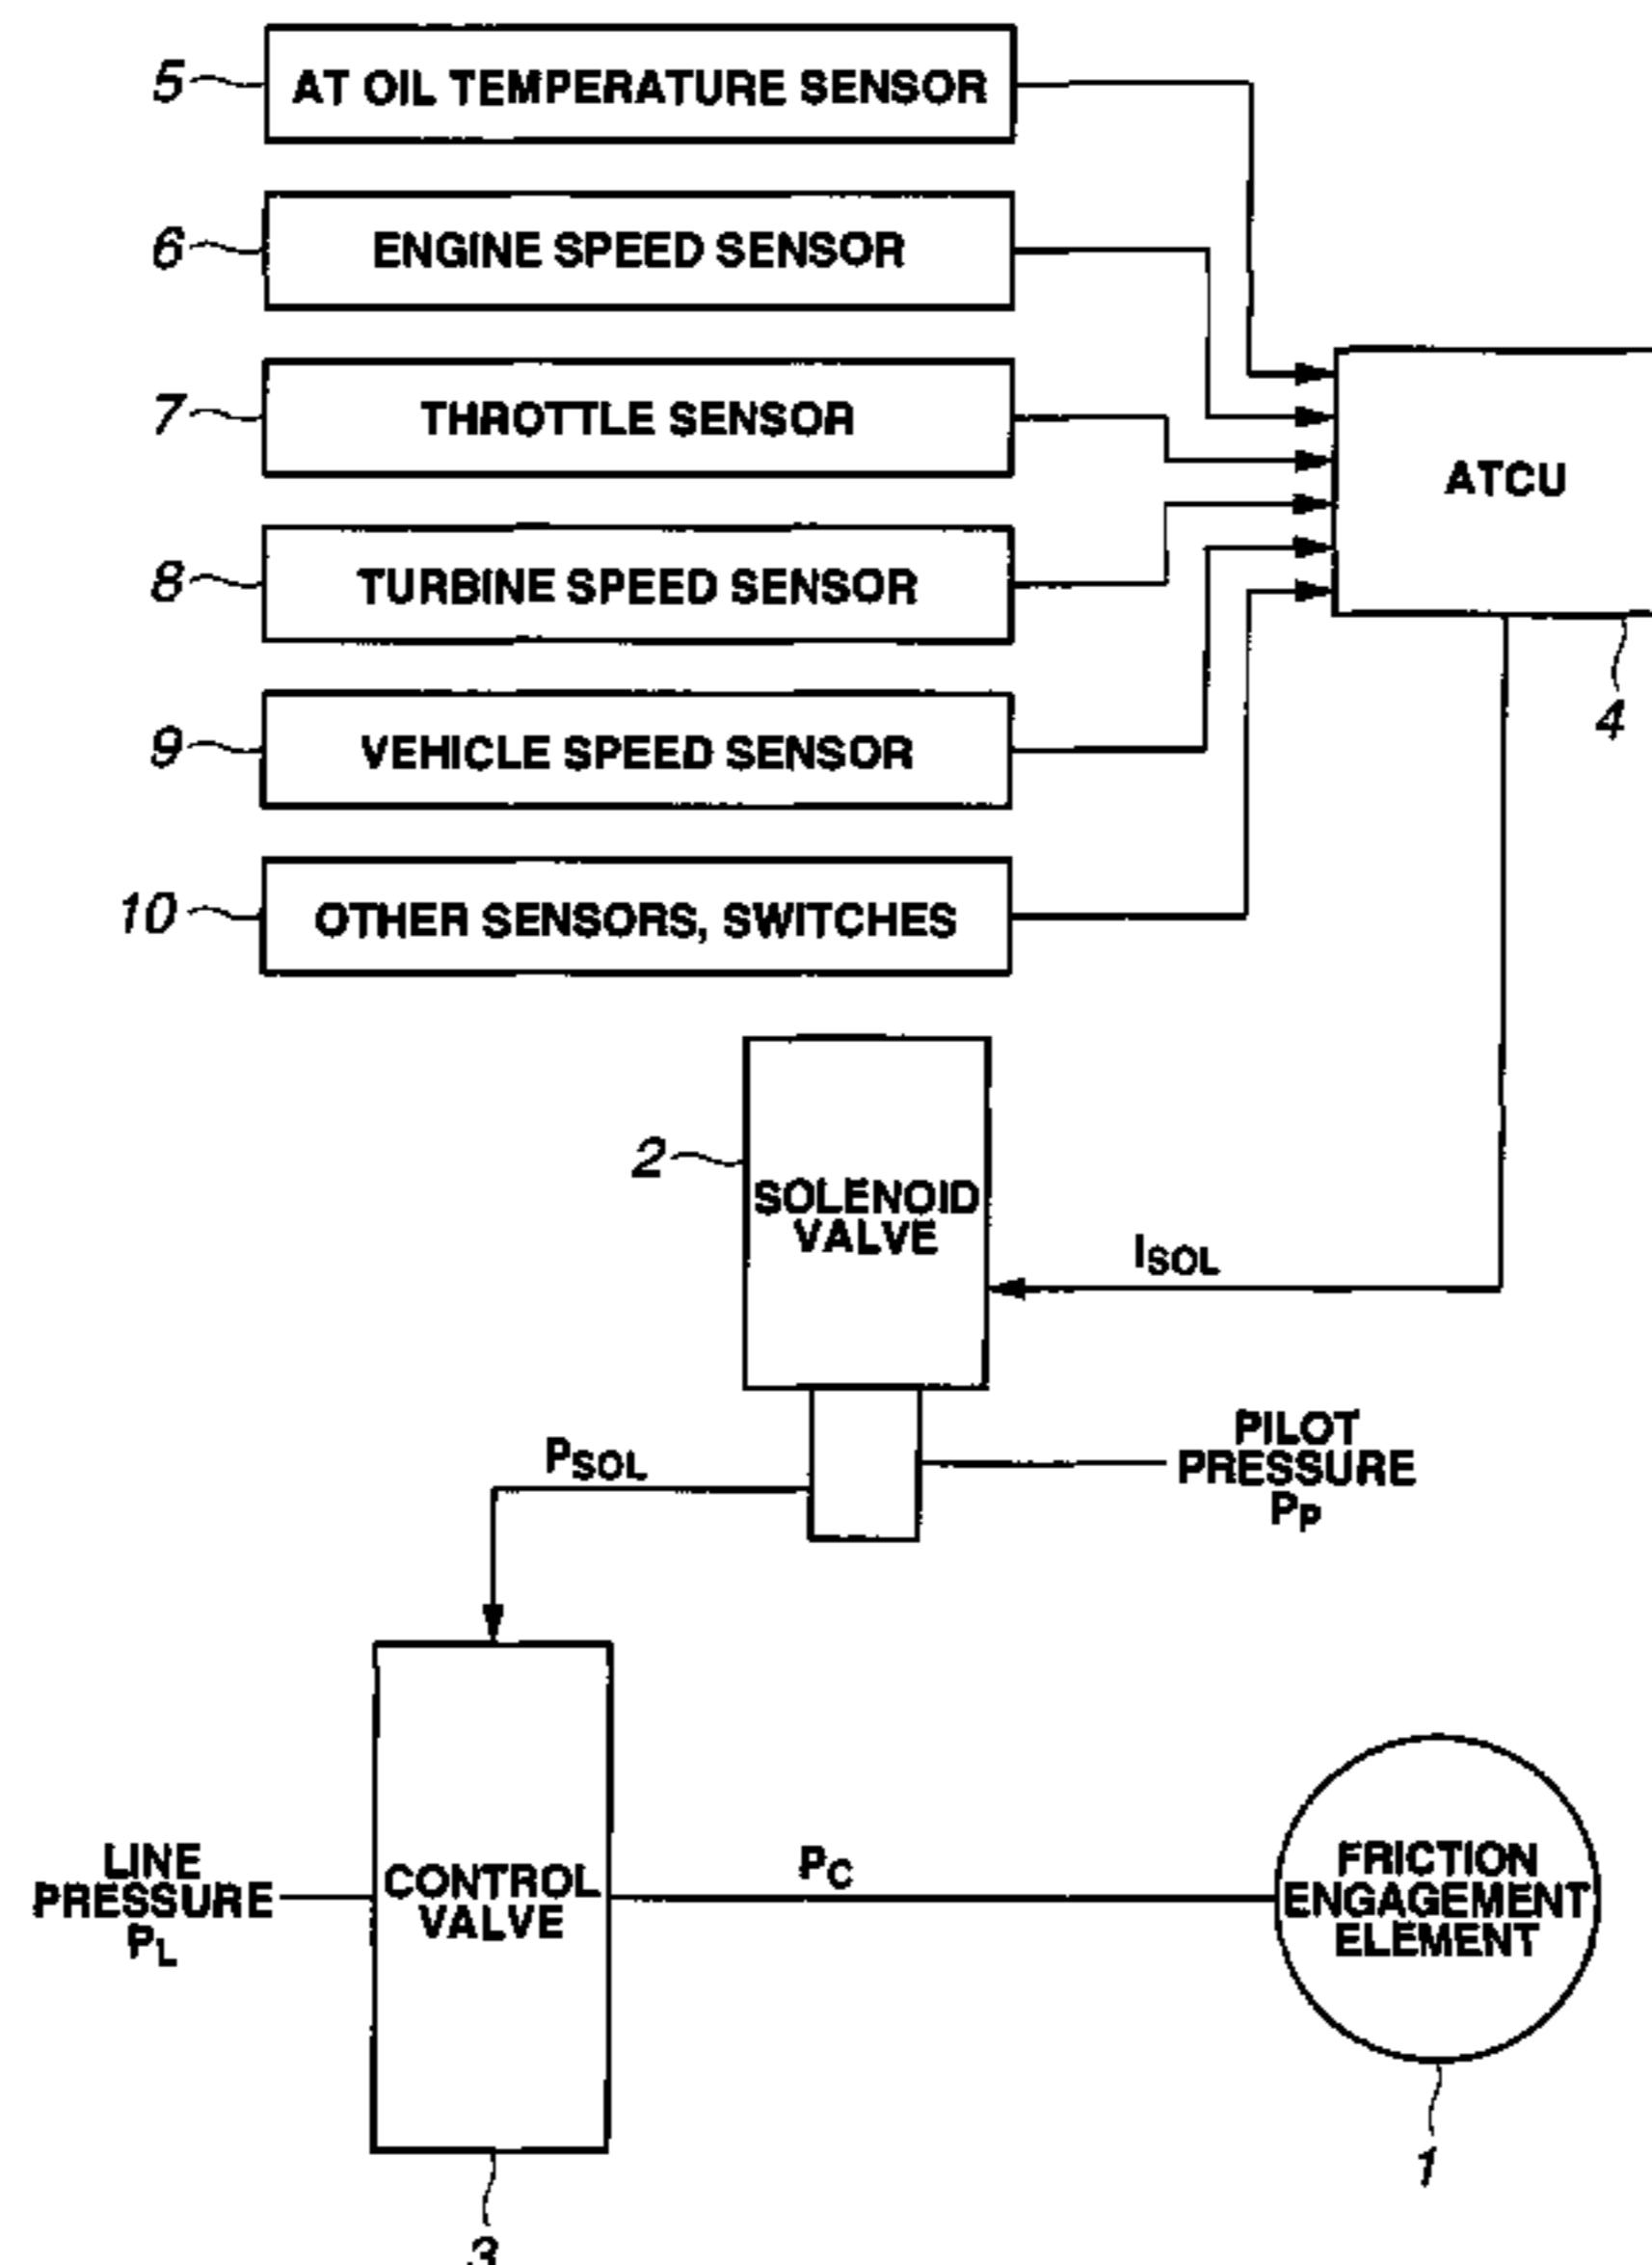 5 AT OIL TEMPERATURE SENSOR
6 ENGINE SPEED SENSOR
7 THROTTLE SENSOR
ATCU
8 TURBINE SPEED SENSOR
4
9 VEHICLE SPEED SENSOR
10 OTHER SENSORS, SWITCHES
2
SOLENOID
VALVE
ISOL
PSOL
PILOT
PRESSURE
PP
LINE
PRESSURE
PL
CONTROL
VALVE
PC
FRICTION
ENGAGEMENT
ELEMENT
1
3